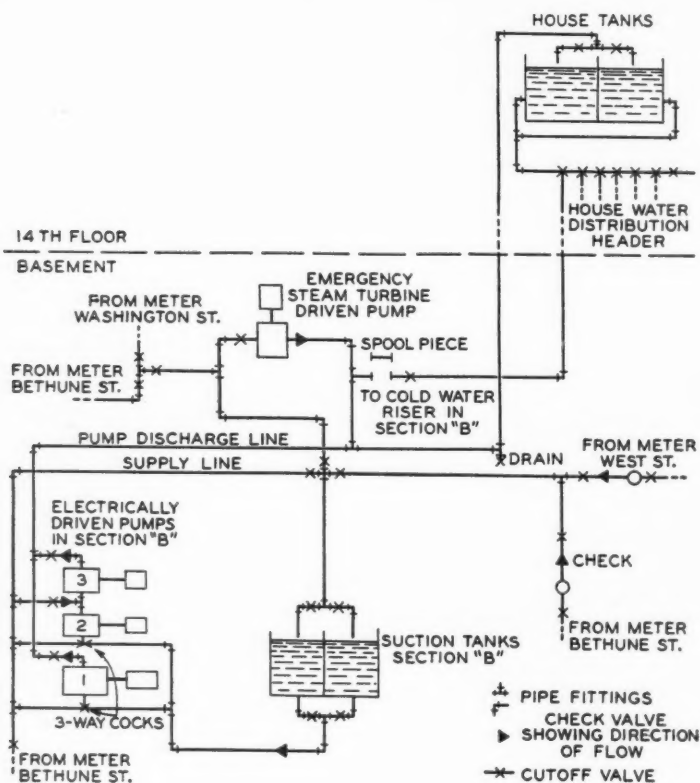 HOUSE TANKS
HOUSE WATER
DISTRIBUTION
HEADER
14 TH FLOOR
BASEMENT
FROM METER
WASHINGTON ST.
EMERGENCY
STEAM TURBINE
DRIVEN PUMP
SPOOL PIECE
FROM METER
BETHUNE ST.
TO COLD WATER
RISER IN
SECTION "B"
PUMP DISCHARGE LINE
SUPPLY LINE
DRAIN
FROM METER
WEST ST.
ELECTRICALLY
DRIVEN PUMPS
IN SECTION "B"
3
2
1
CHECK
FROM METER
BETHUNE ST.
SUCTION TANKS
SECTION "B"
3-WAY COCKS
FROM METER
BETHUNE ST.
PIPE FITTINGS
CHECK VALVE
SHOWING DIRECTION
OF FLOW
CUTOFF VALVE